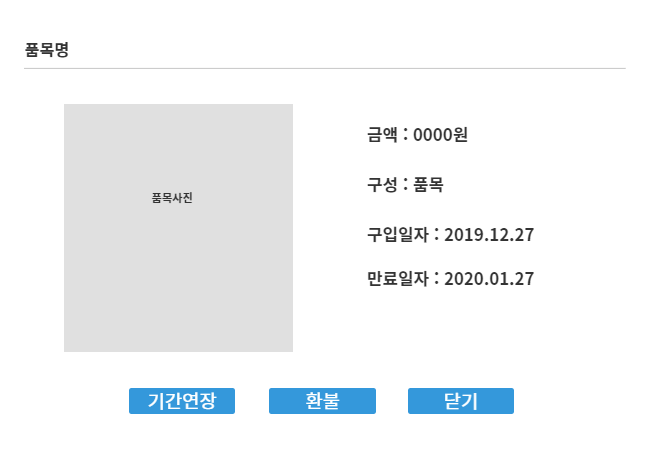 품목명
품목사진
금액 : 0000원
구성 : 품목
구입일자 : 2019.12.27
만료일자 : 2020.01.27
기간연장
환불
닫기